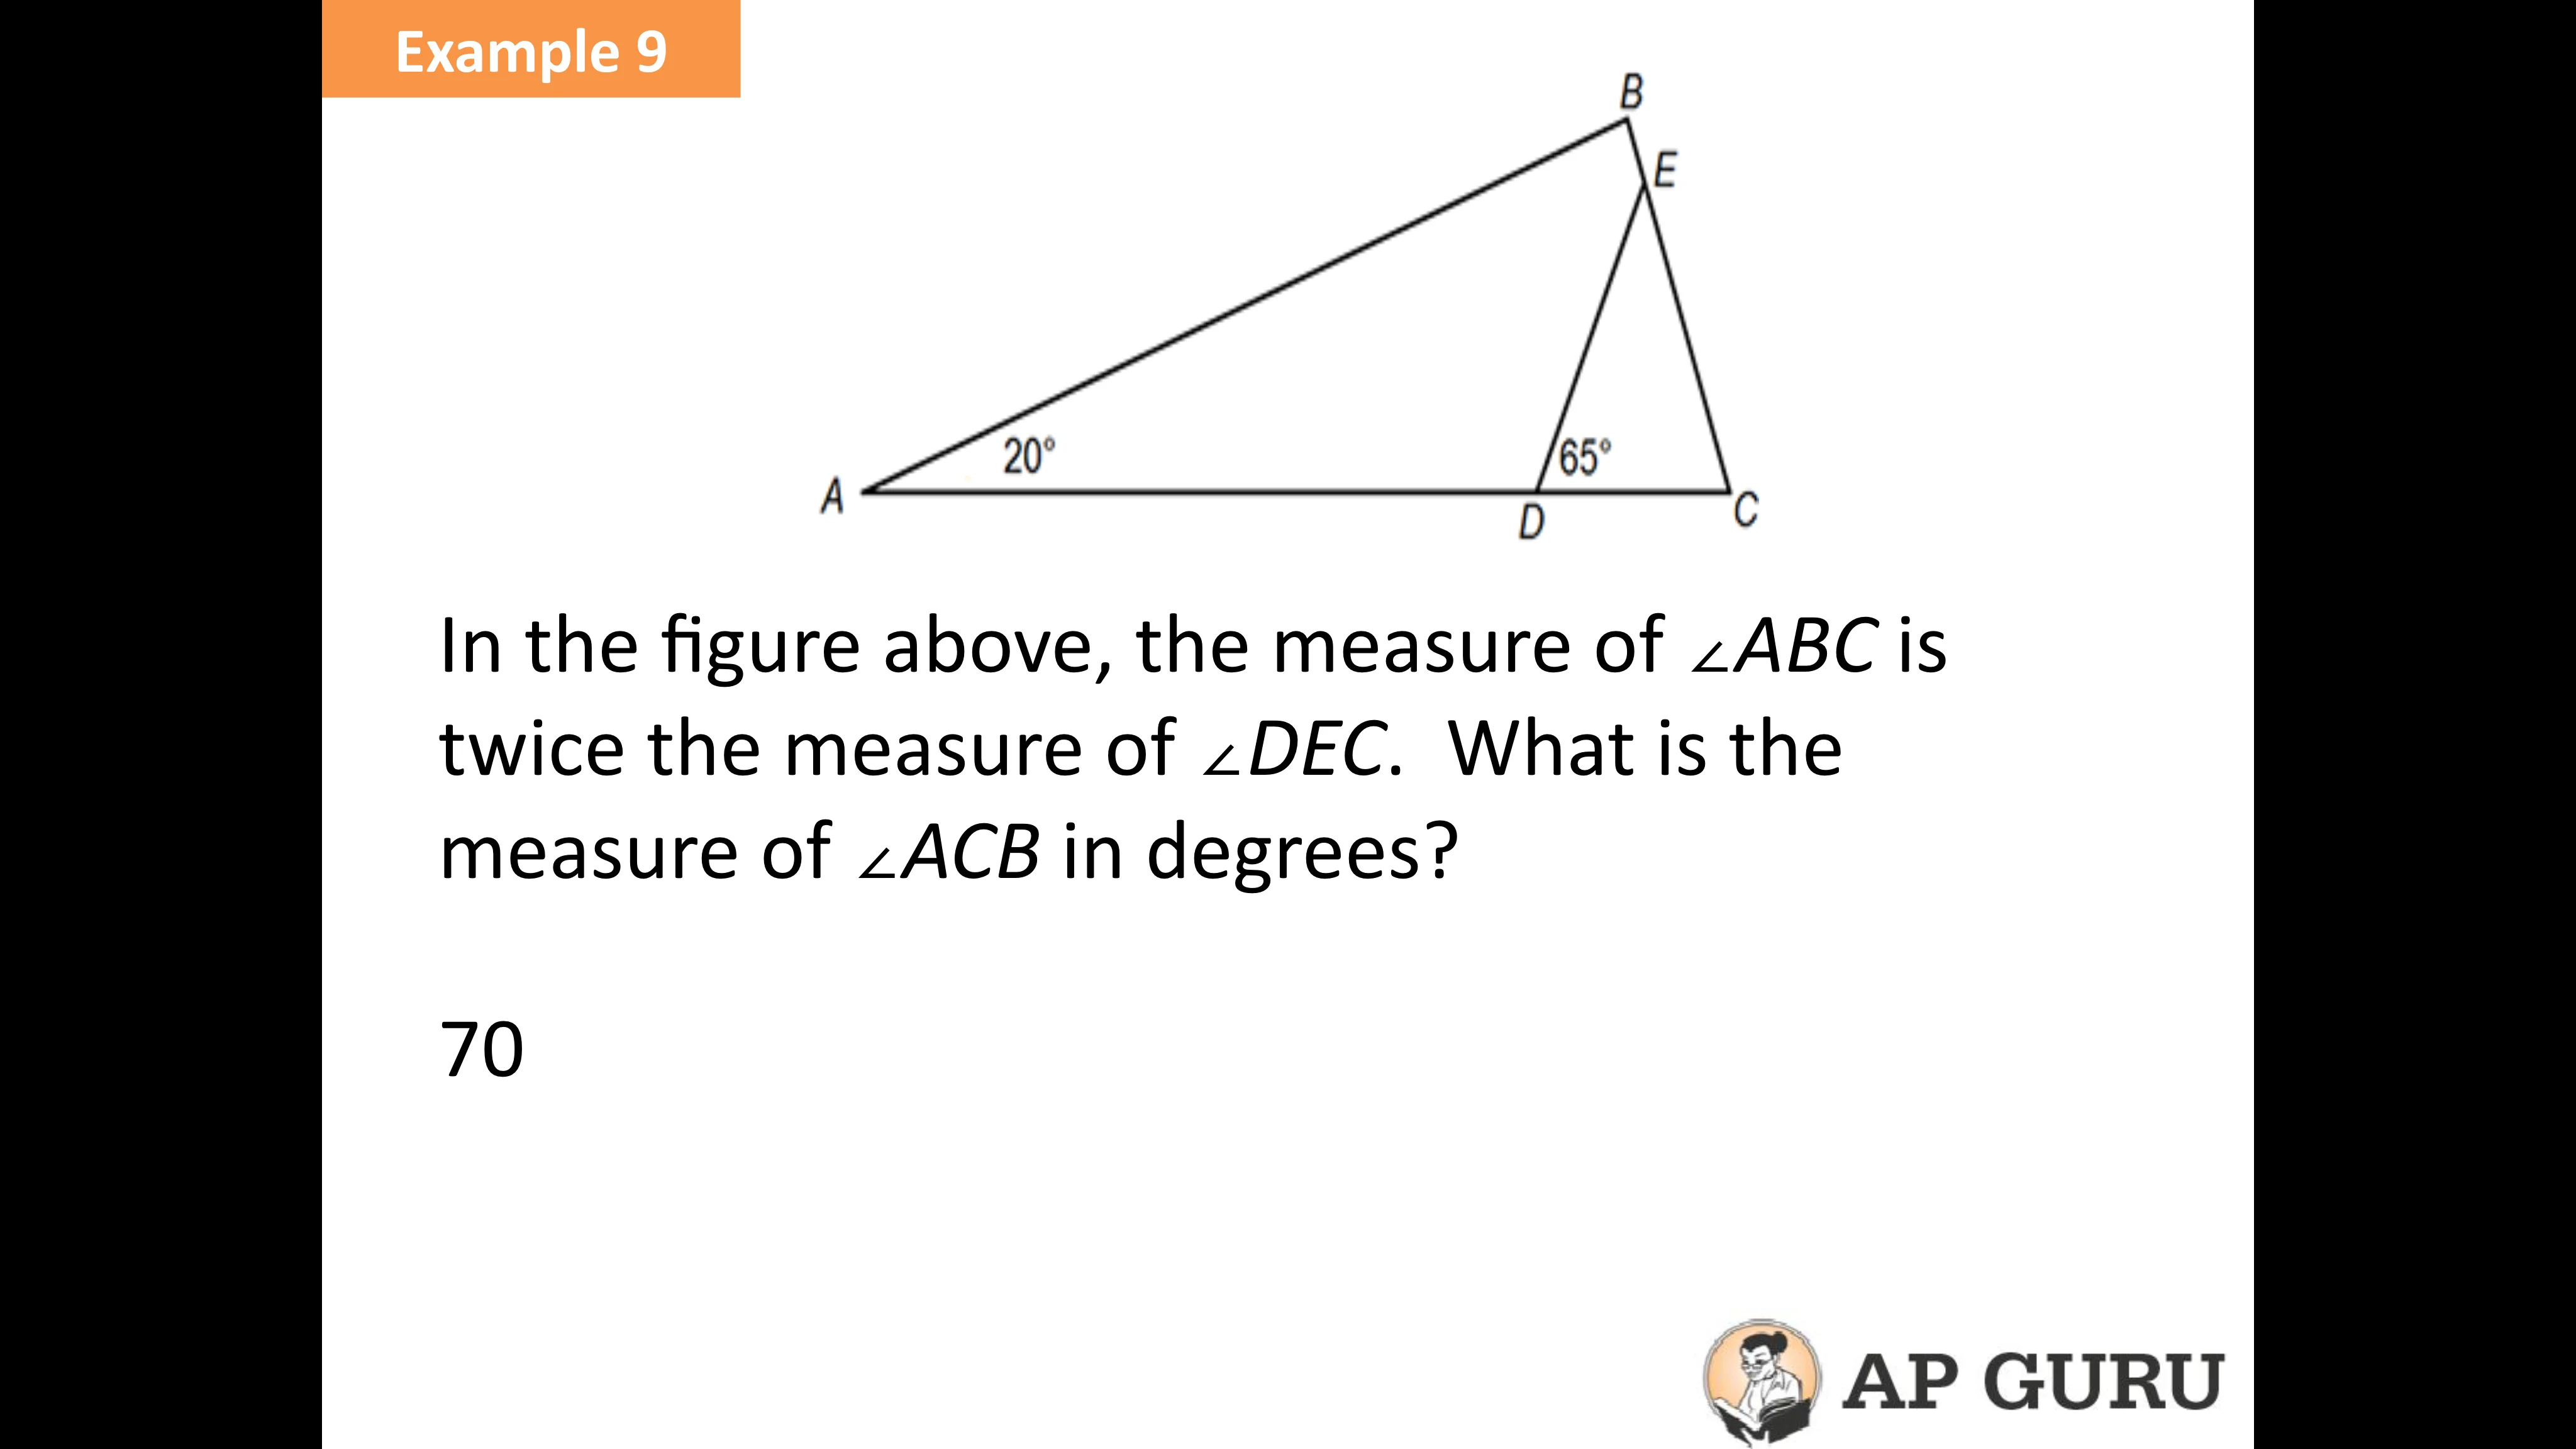 Example 9
B
E
20°
65°
A
D
C
In the figure above, the measure of ∠ABC is
twice the measure of ∠DEC. What is the
measure of ∠ACB in degrees?
70
AP GURU